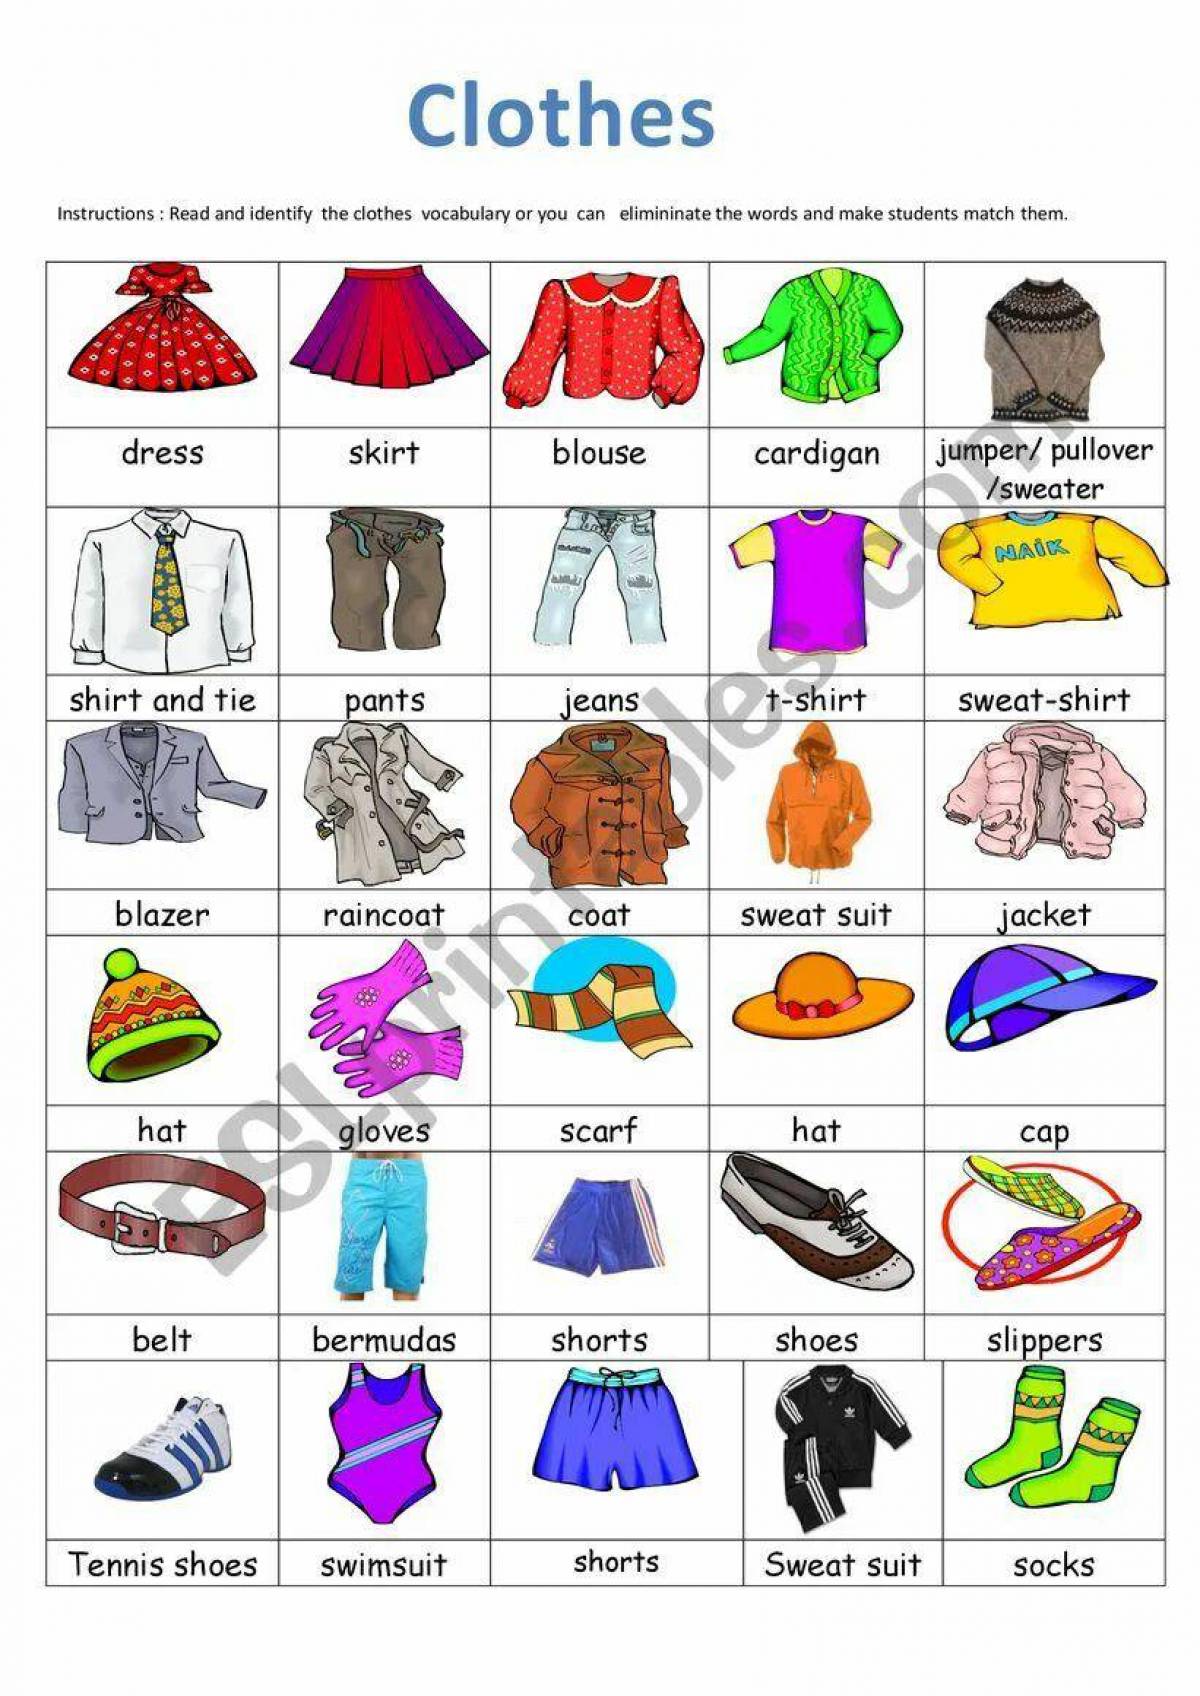 Clothes
Instructions : Read and identify the clothes vocabulary or you can elimininate the words and make students match them.
dress
skirt
blouse
cardigan
jumper/ pullover
/sweater
NAIK
shirt and tie
pants
jeans
t-shirt
sweat-shirt
blazer
raincoat
coat
sweat suit
jacket
hat
gloves
scarf
hat
cap
belt
bermudas
shorts
shoes
slippers
Tennis shoes
swimsuit
shorts
Sweat suit
socks
ESLprintables.com